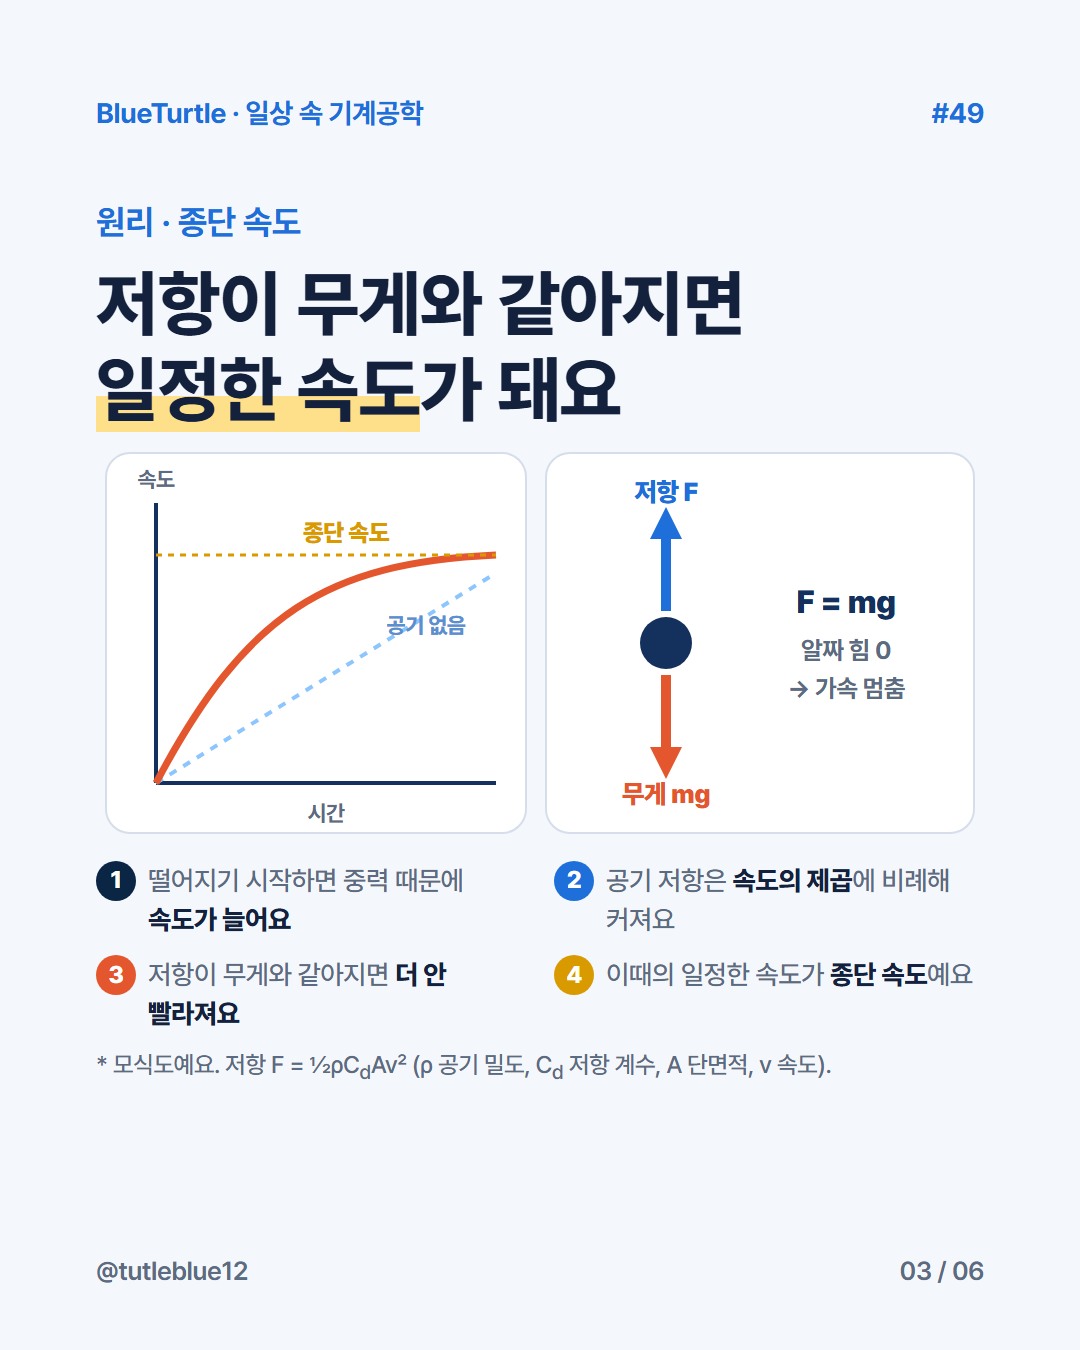 BlueTurtle · 일상 속 기계공학
#49
원리 · 종단 속도
저항이 무게와 같아지면
일정한 속도가 돼요
속도
종단 속도
공기 없음
시간
저항 F
무게 mg
F = mg
알짜 힘 0
→ 가속 멈춤
1 떨어지기 시작하면 중력 때문에
속도가 늘어요
2 공기 저항은 속도의 제곱에 비례해
커져요
3 저항이 무게와 같아지면 더 안
빨라져요
4 이때의 일정한 속도가 종단 속도예요
* 모식도예요. 저항 F = ½ρCdAv² (ρ 공기 밀도, Cd 저항 계수, A 단면적, v 속도).
@tutleblue12
03 / 06